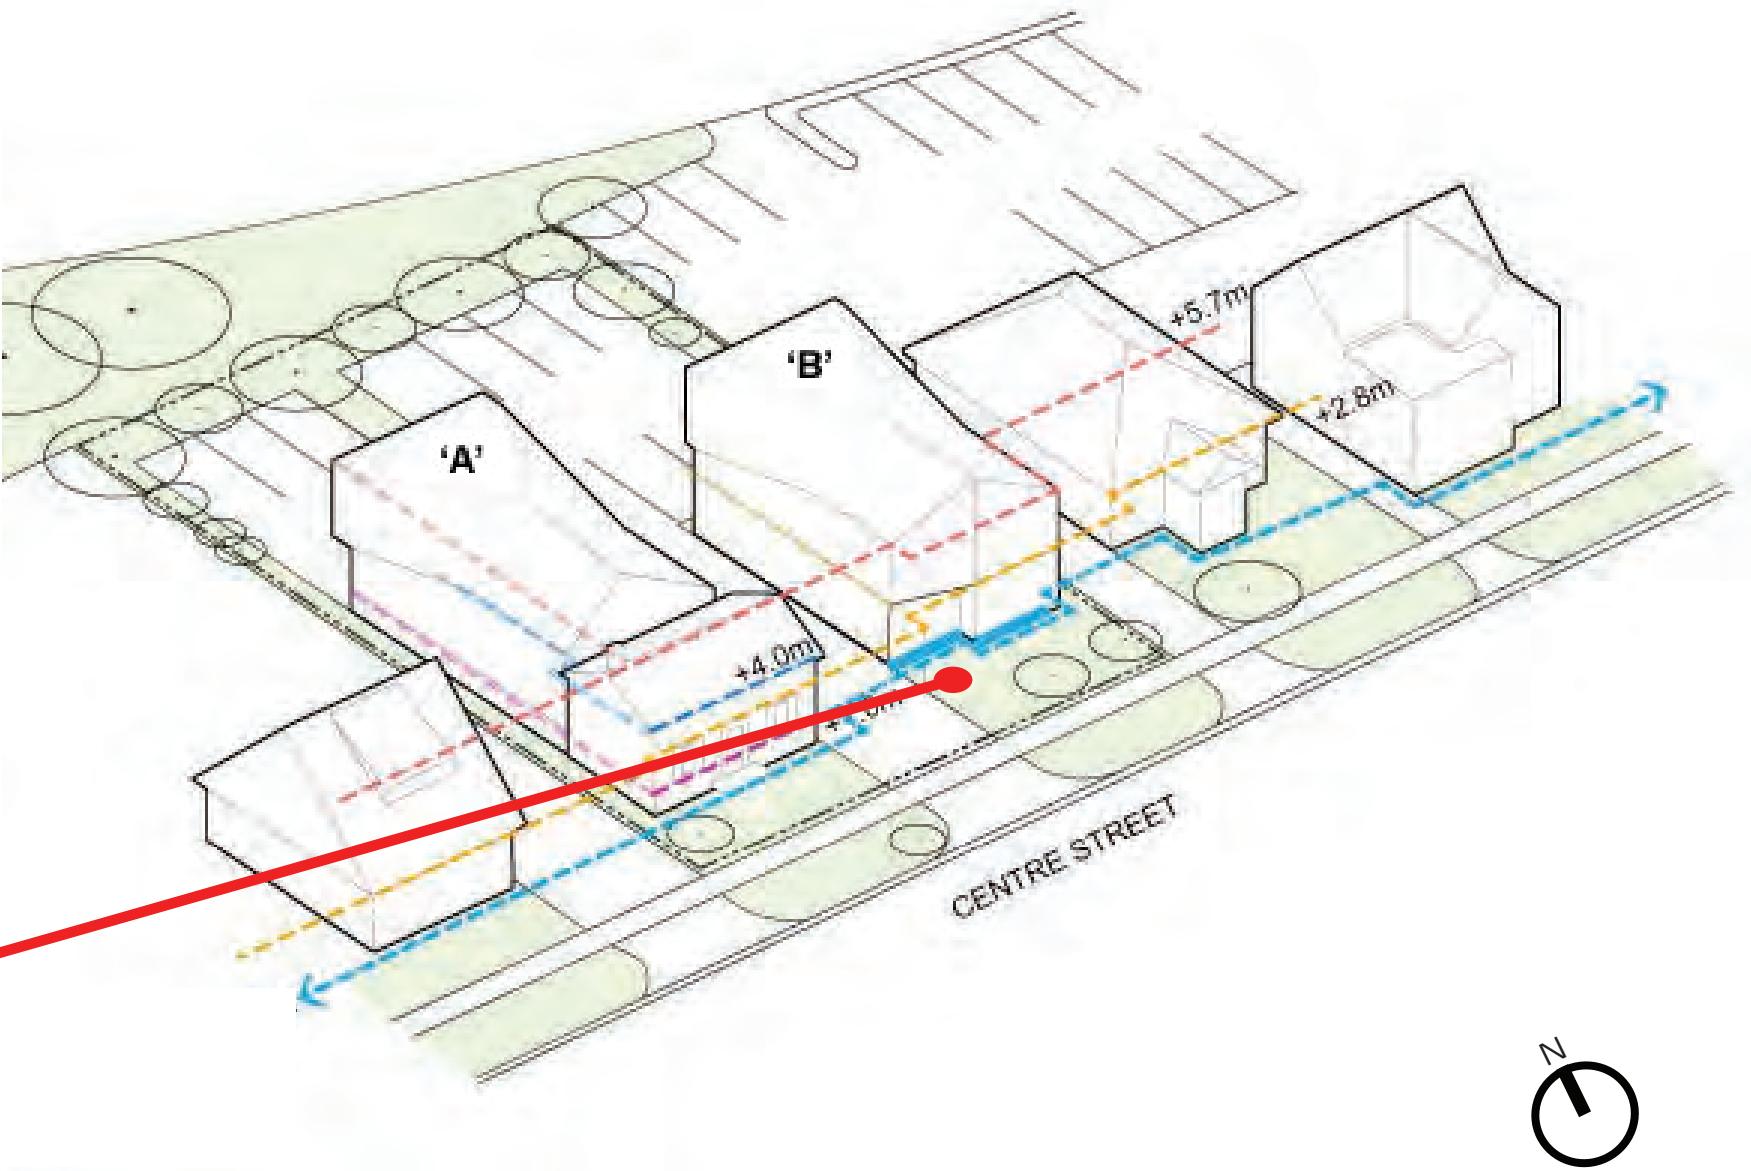 +5.7m
'B'
+2.8m
'A'
+4.0m
CENTRE STREET
N